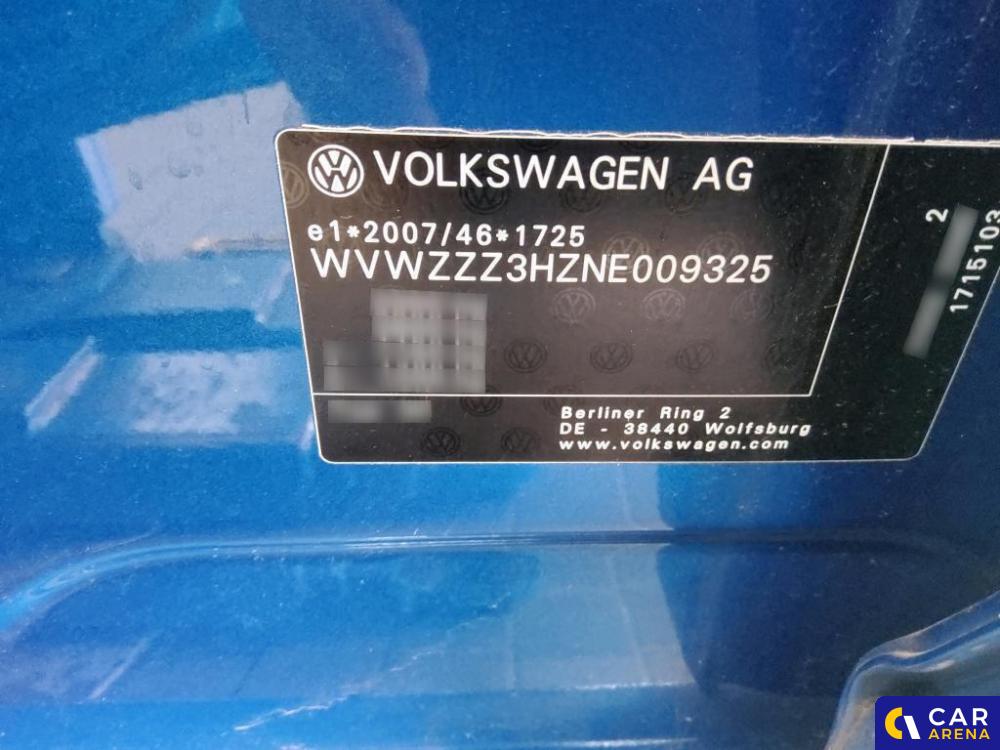 VOLKSWAGEN AG
e1*2007/46*1725
WVWZZZ3HZNE009325
Berliner Ring 2
DE - 38440 Wolfsburg
www.volkswagen.com
2
1715103
CAR
ARENA